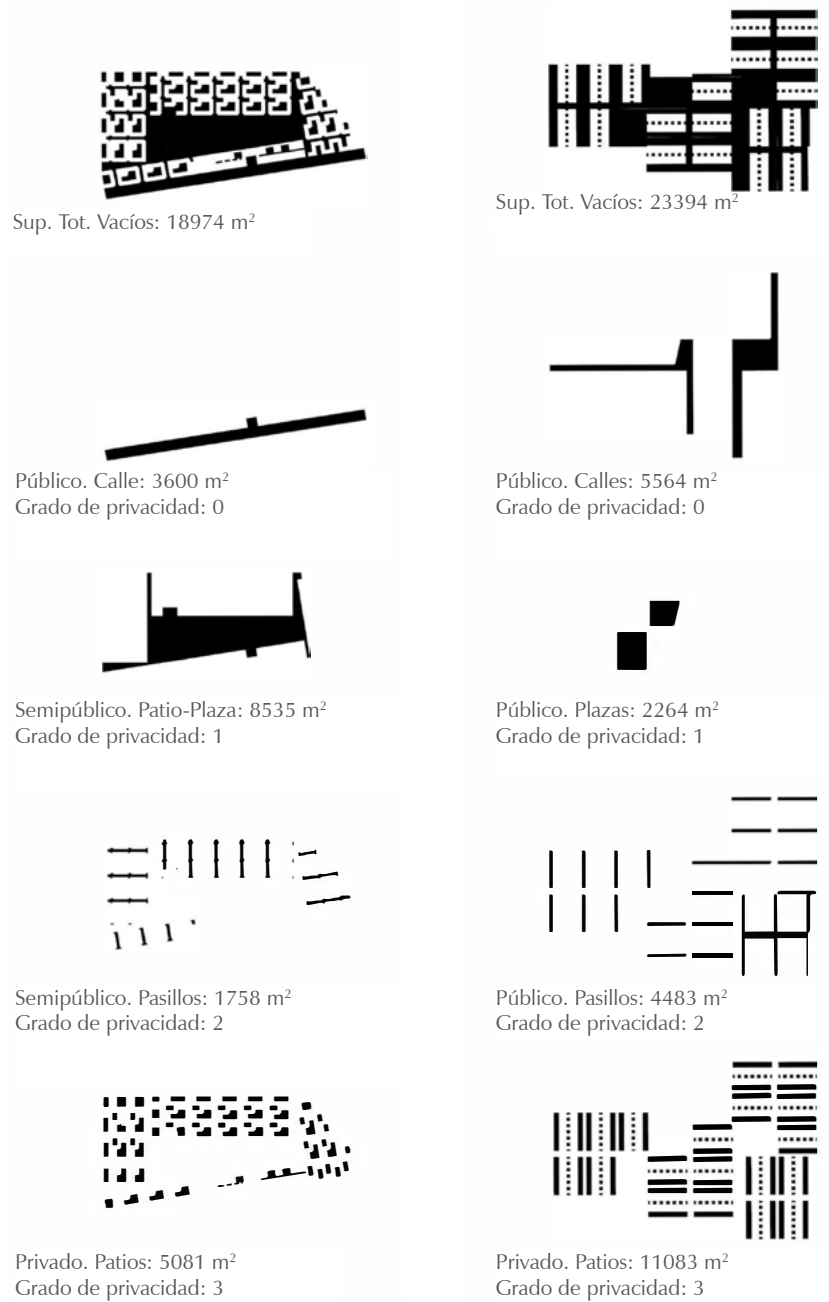 Sup. Tot. Vacíos: 18974 m²
Sup. Tot. Vacíos: 23394 m²
Público. Calle: 3600 m²
Grado de privacidad: 0
Público. Calles: 5564 m²
Grado de privacidad: 0
Semipúblico. Patio-Plaza: 8535 m²
Grado de privacidad: 1
Público. Plazas: 2264 m²
Grado de privacidad: 1
Semipúblico. Pasillos: 1758 m²
Grado de privacidad: 2
Público. Pasillos: 4483 m²
Grado de privacidad: 2
Privado. Patios: 5081 m²
Grado de privacidad: 3
Privado. Patios: 11083 m²
Grado de privacidad: 3